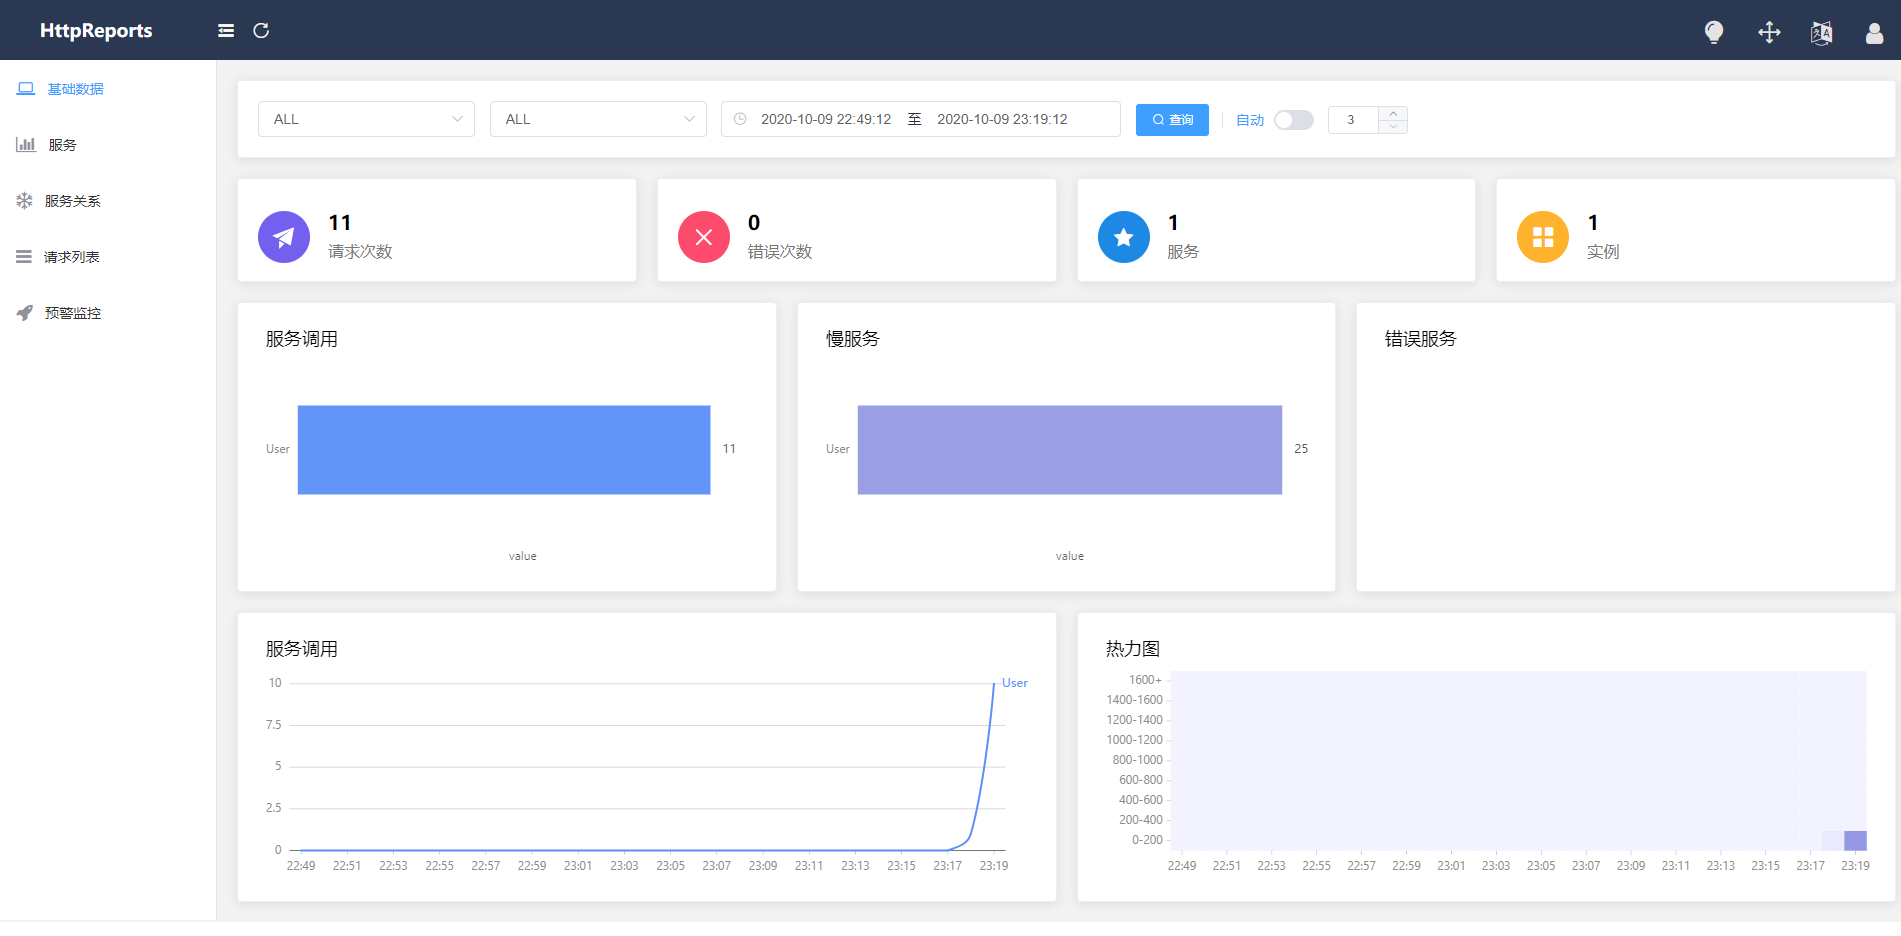 HttpReports
基础数据
服务
服务关系
请求列表
预警监控
ALL
ALL
2020-10-09 22:49:12 至 2020-10-09 23:19:12
查询
自动
3
11
请求次数
0
错误次数
1
服务
1
实例
服务调用
User
11
value
慢服务
User
25
value
错误服务
服务调用
10
User
7.5
5
2.5
0
22:49 22:51 22:53 22:55 22:57 22:59 23:01 23:03 23:05 23:07 23:09 23:11 23:13 23:15 23:17 23:19
热力图
1600+
1400-1600
1200-1400
1000-1200
800-1000
600-800
400-600
200-400
0-200
22:49 22:51 22:53 22:55 22:57 22:59 23:01 23:03 23:05 23:07 23:09 23:11 23:13 23:15 23:17 23:19